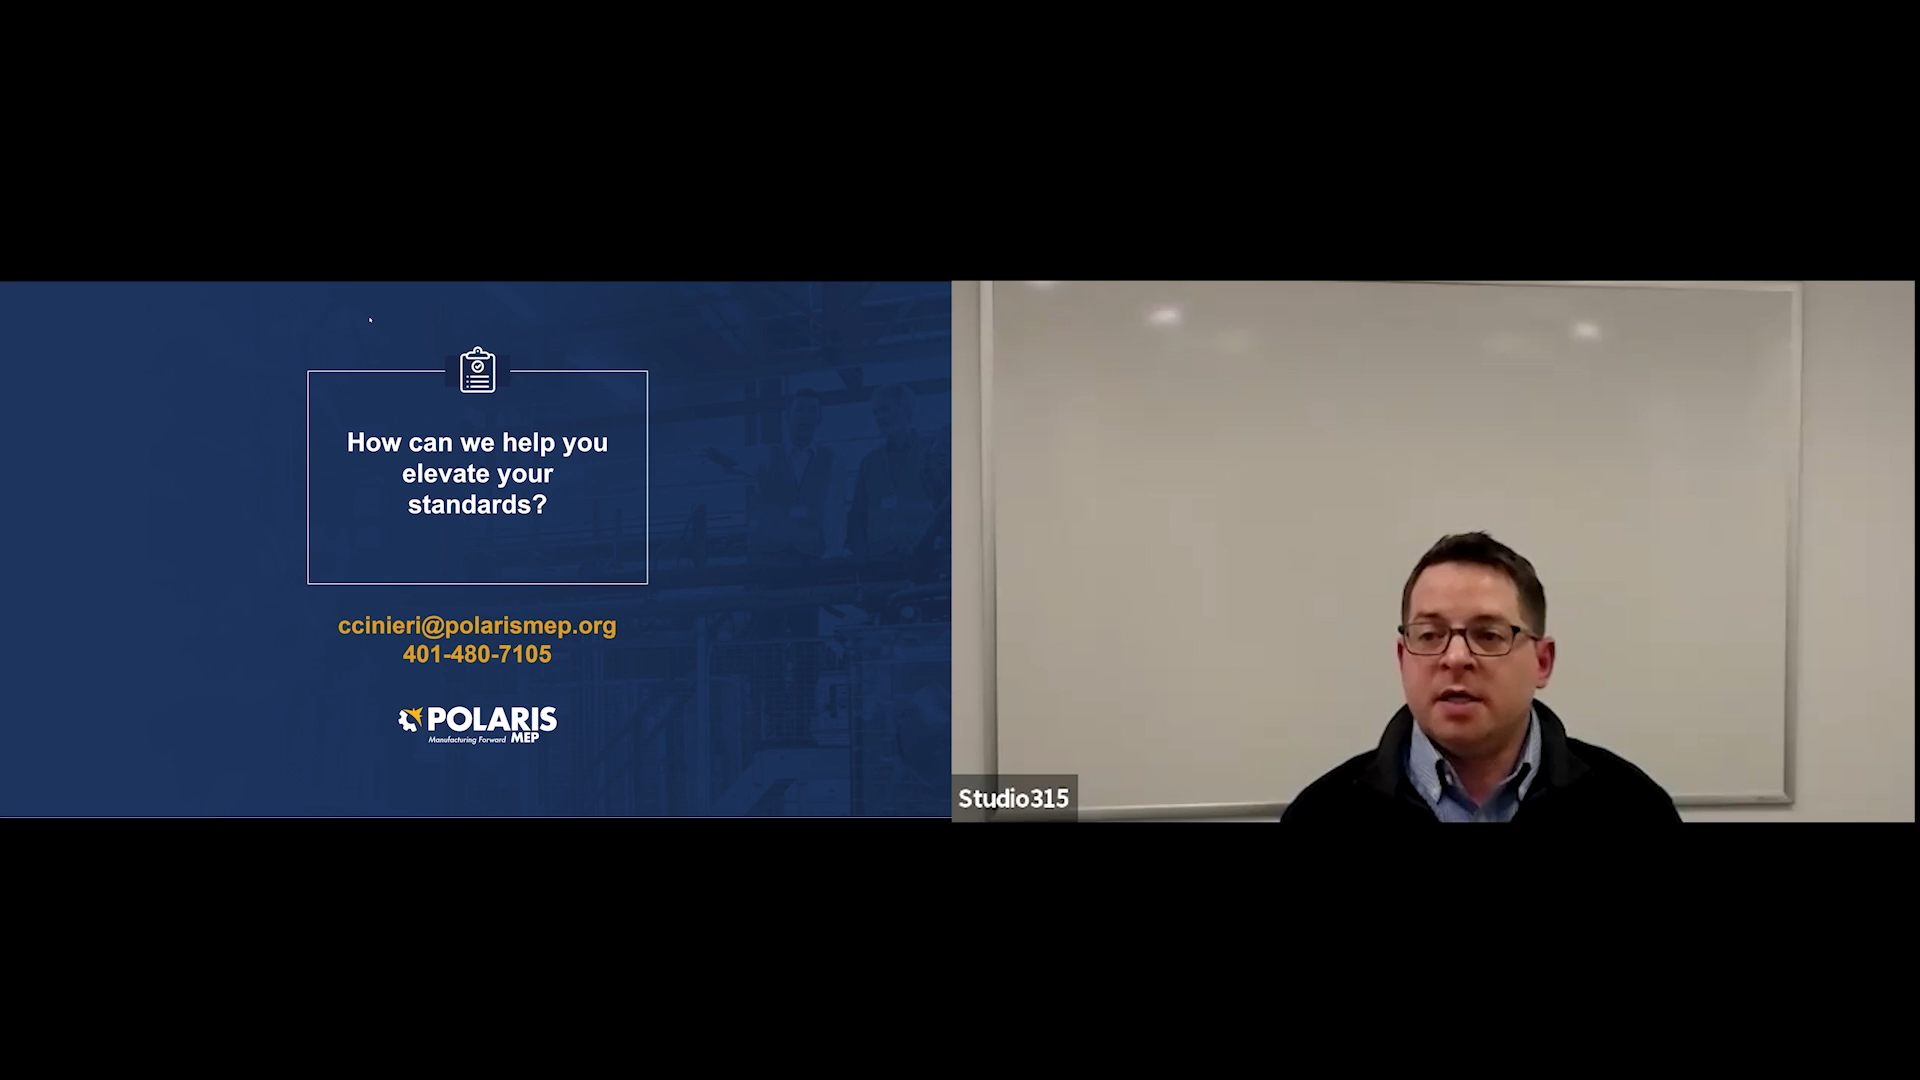 How can we help you
elevate your
standards?
ccinieri@polarismep.org
401-480-7105
POLARIS
Manufacturing Forward MEP
Studio315